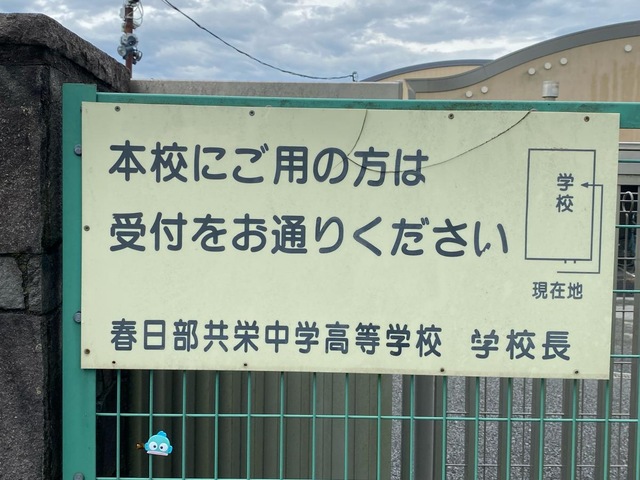 本校にご用の方は
受付をお通りください
春日部共栄中学高等学校 学校長
学校
現在地